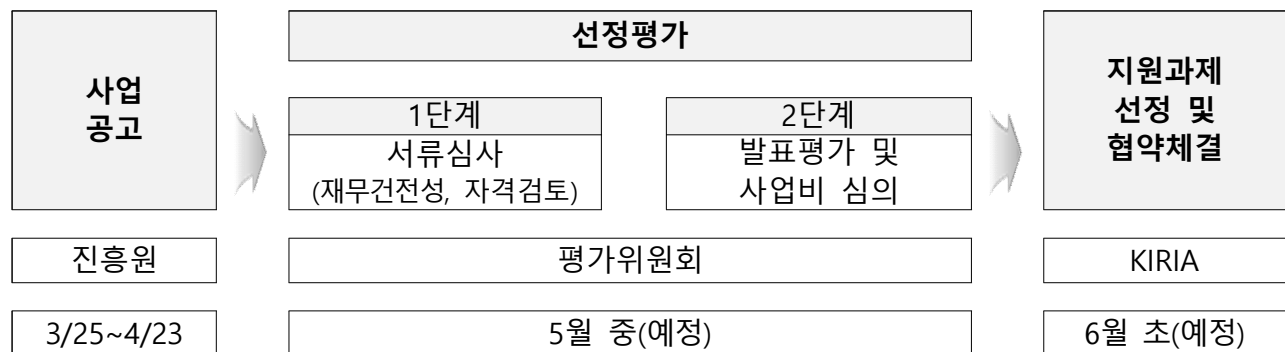 사업
공고
선정평가
1단계
서류심사
(재무건전성, 자격검토)
2단계
발표평가 및
사업비 심의
지원과제
선정 및
협약체결
진흥원
평가위원회
KIRIA
3/25~4/23
5월 중(예정)
6월 초(예정)